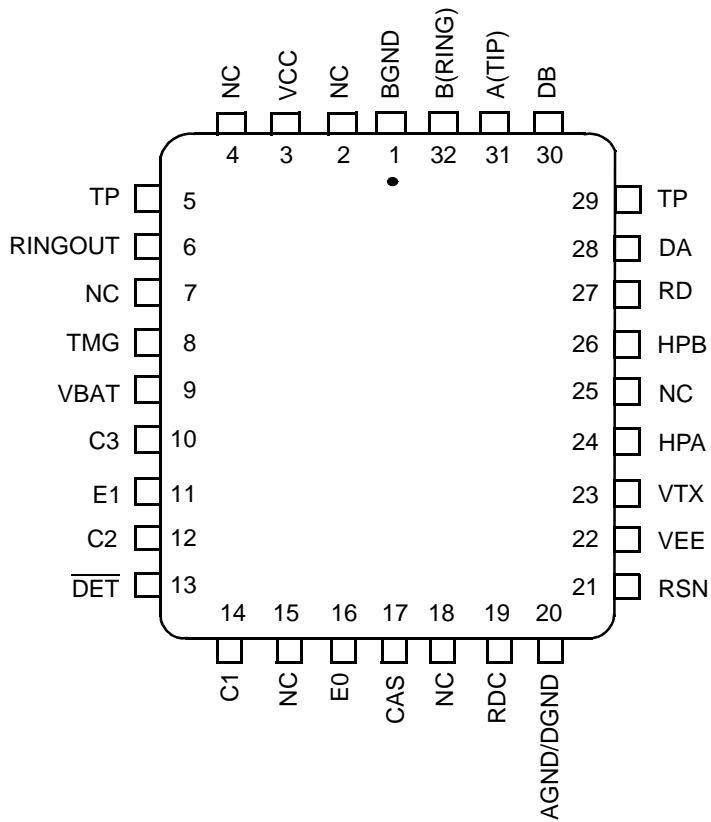 NC VCC NC BGND B(RING) A(TIP) DB
4 3 2 1 32 31 30
TP 5 29 TP
RINGOUT 6 28 DA
NC 7 27 RD
TMG 8 26 HPB
VBAT 9 25 NC
C3 10 24 HPA
E1 11 23 VTX
C2 12 22 VEE
DET 13 21 RSN
14 15 16 17 18 19 20
C1 NC E0 CAS NC RDC AGND/DGND